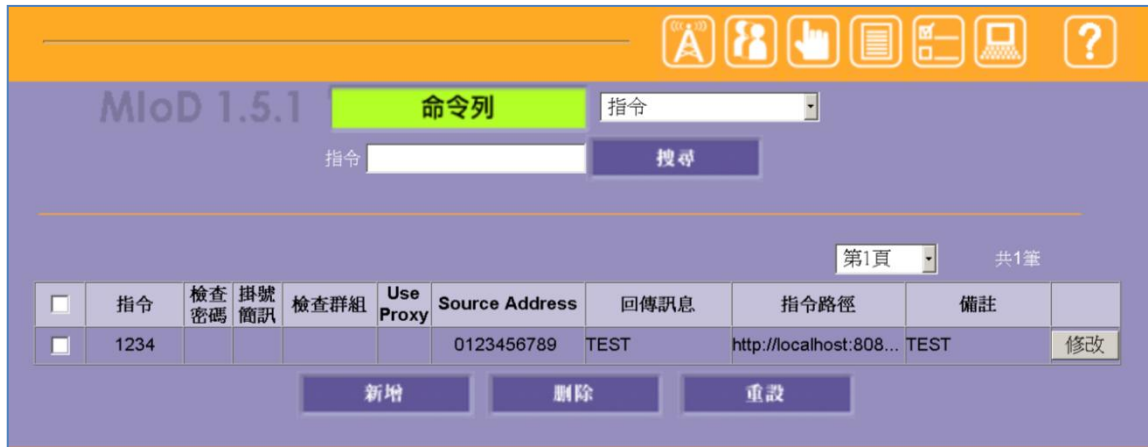 ?
MIoD 1.5.1 命令列 指令
指令 搜尋
第1頁 共1筆
指令 檢查密碼 掛號簡訊 檢查群組 Use Proxy Source Address 回傳訊息 指令路徑 備註
1234 0123456789 TEST http://localhost:808... TEST 修改
新增 刪除 重設